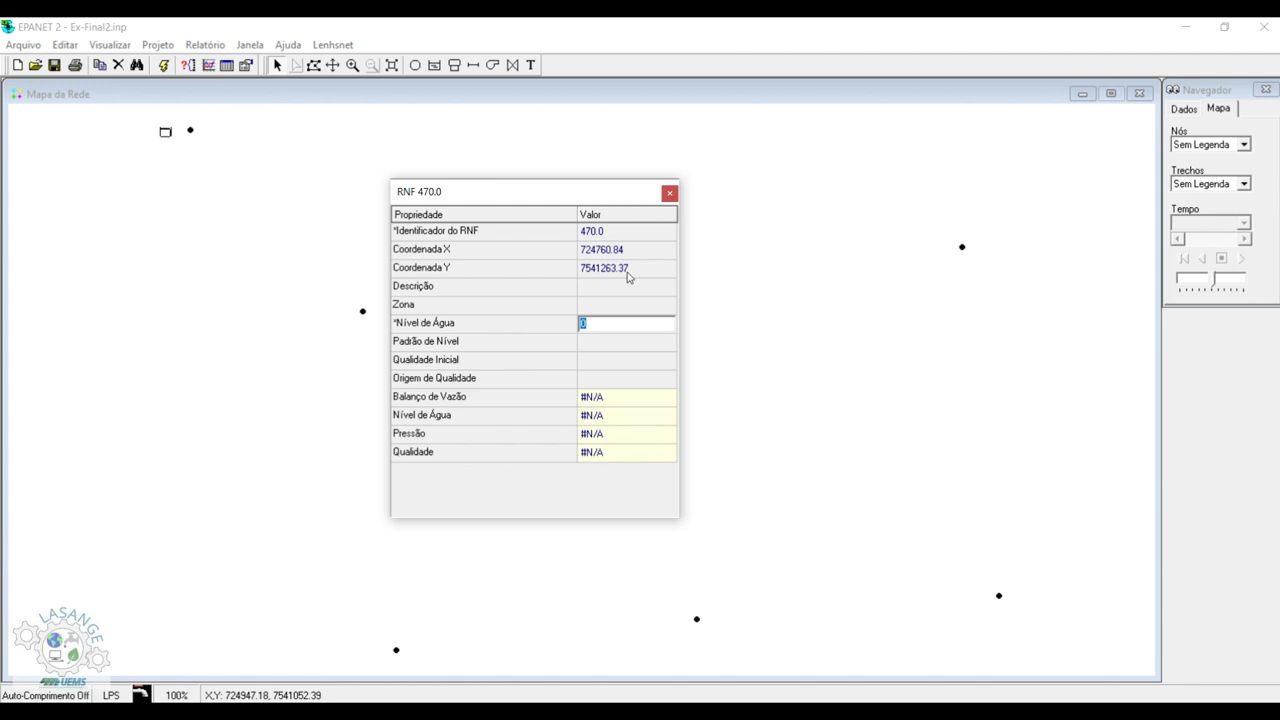 EPANET 2 - Ex-Final2.inp
Arquivo Editar Visualizar Projeto Relatório Janela Ajuda Lenhsnet
T
Mapa da Rede
Navegador
Dados Mapa
Nós
Sem Legenda
Trechos
Sem Legenda
Tempo
RNF 470.0
Propriedade Valor
*Identificador do RNF 470.0
Coordenada X 724760.84
Coordenada Y 7541263.37
Descrição
Zona
*Nível de Água 0
Padrão de Nível
Qualidade Inicial
Origem de Qualidade
Balanço de Vazão #N/A
Nível de Água #N/A
Pressão #N/A
Qualidade #N/A
LASANGE
UEMS
Auto-Comprimento Off LPS 100% X,Y: 724947.18, 7541052.39